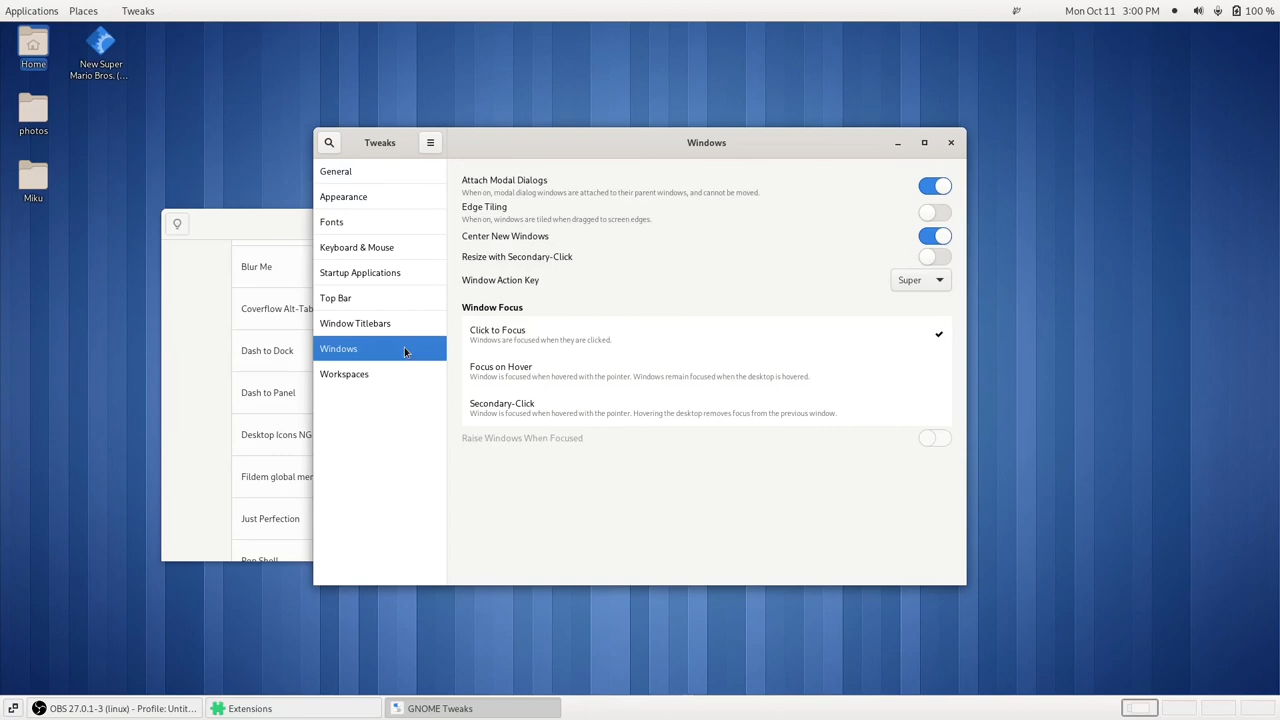 Applications Places Tweaks Mon Oct 11 3:00 PM 100 %
Home
New Super
Mario Bros. (...
photos
Miku
Tweaks
Windows
General
Appearance
Fonts
Keyboard & Mouse
Startup Applications
Top Bar
Window Titlebars
Windows
Workspaces
Attach Modal Dialogs
When on, modal dialog windows are attached to their parent windows, and cannot be moved.
Edge Tiling
When on, windows are tiled when dragged to screen edges.
Center New Windows
Resize with Secondary-Click
Window Action Key Super
Window Focus
Click to Focus
Windows are focused when they are clicked.
Focus on Hover
Window is focused when hovered with the pointer. Windows remain focused when the desktop is hovered.
Secondary-Click
Window is focused when hovered with the pointer. Hovering the desktop removes focus from the previous window.
Raise Windows When Focused
Blur Me
Coverflow Alt-Tab
Dash to Dock
Dash to Panel
Desktop Icons NG
Fildem global men
Just Perfection
Pop Shell
OBS 27.0.1-3 (linux) - Profile: Untit... Extensions GNOME Tweaks